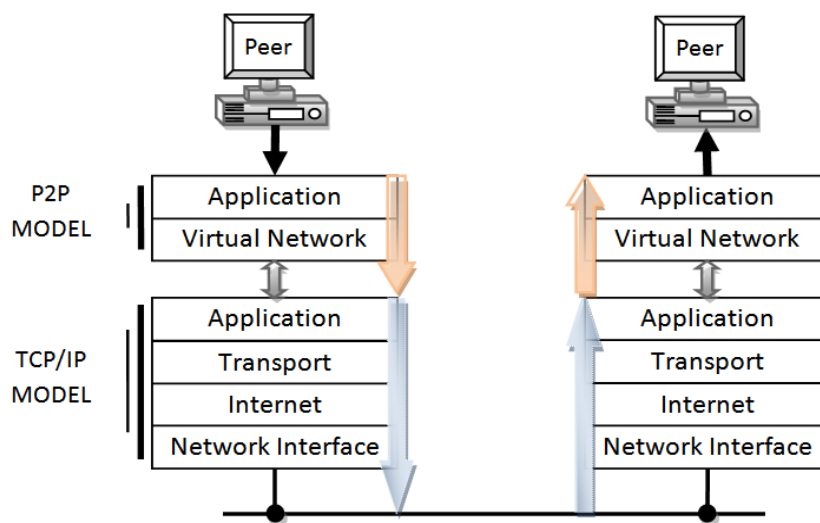 Peer
Peer
P2P
MODEL
Application
Virtual Network
Application
Virtual Network
TCP/IP
MODEL
Application
Transport
Internet
Network Interface
Application
Transport
Internet
Network Interface